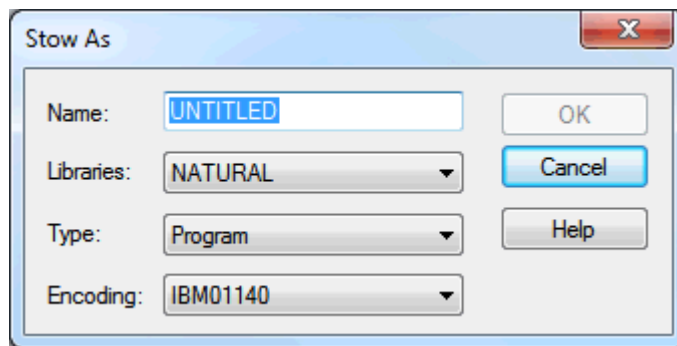 Stow As
Name: UNTITLED OK
Libraries: NATURAL Cancel
Type: Program Help
Encoding: IBM01140